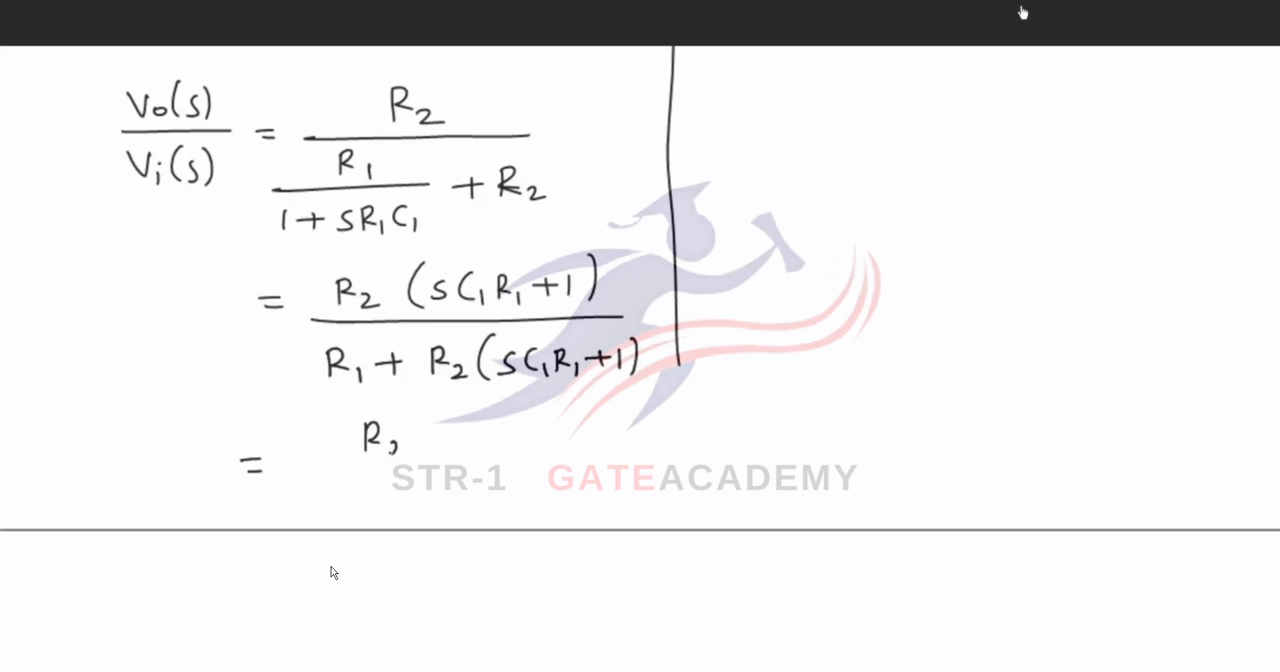 Vo(s) / Vi(s) = R2 / (R1 / (1 + SR1C1) + R2)
= R2 (SC1R1+1) / (R1 + R2(SC1R1+1))
= R2
STR-1 GATEACADEMY